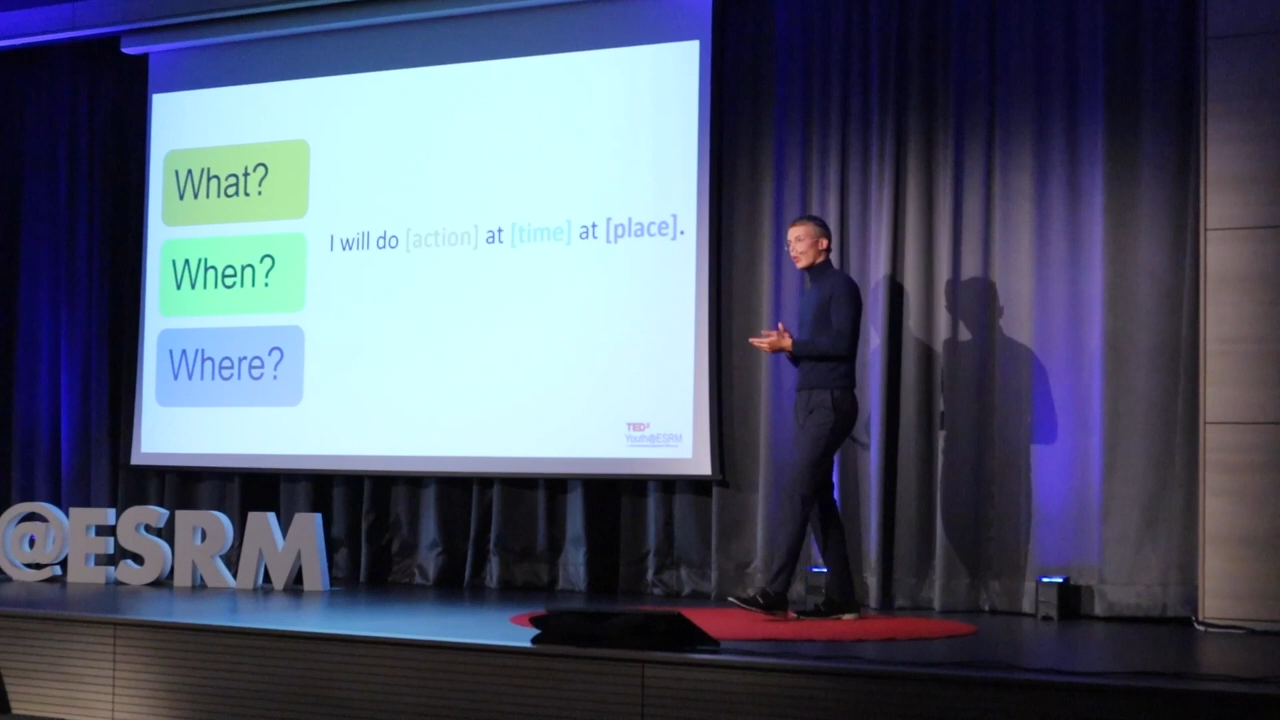 What?
When?
Where?
I will do [action] at [time] at [place].
TEDx
Youth@ESRM
@ESRM